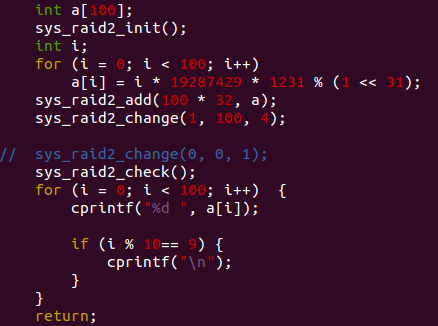 int a[100];
sys_raid2_init();
int i;
for (i = 0; i < 100; i++)
a[i] = i * 19287429 * 1231 % (1 << 31);
sys_raid2_add(100 * 32, a);
sys_raid2_change(1, 100, 4);
// sys_raid2_change(0, 0, 1);
sys_raid2_check();
for (i = 0; i < 100; i++) {
cprintf("%d ", a[i]);
if (i % 10== 9) {
cprintf("\n");
}
}
return;